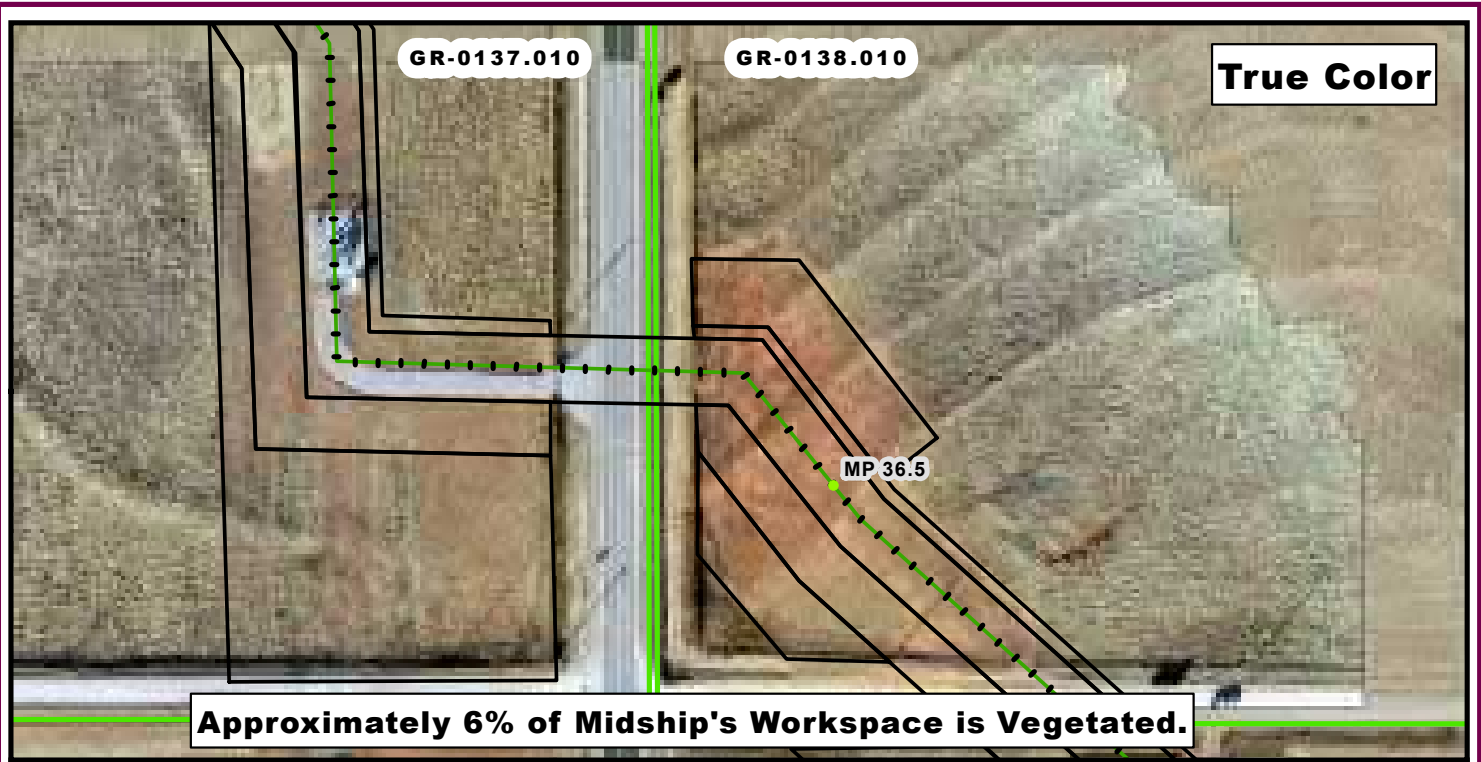 GR-0137.010
GR-0138.010
True Color
MP 36.5
Approximately 6% of Midship's Workspace is Vegetated.